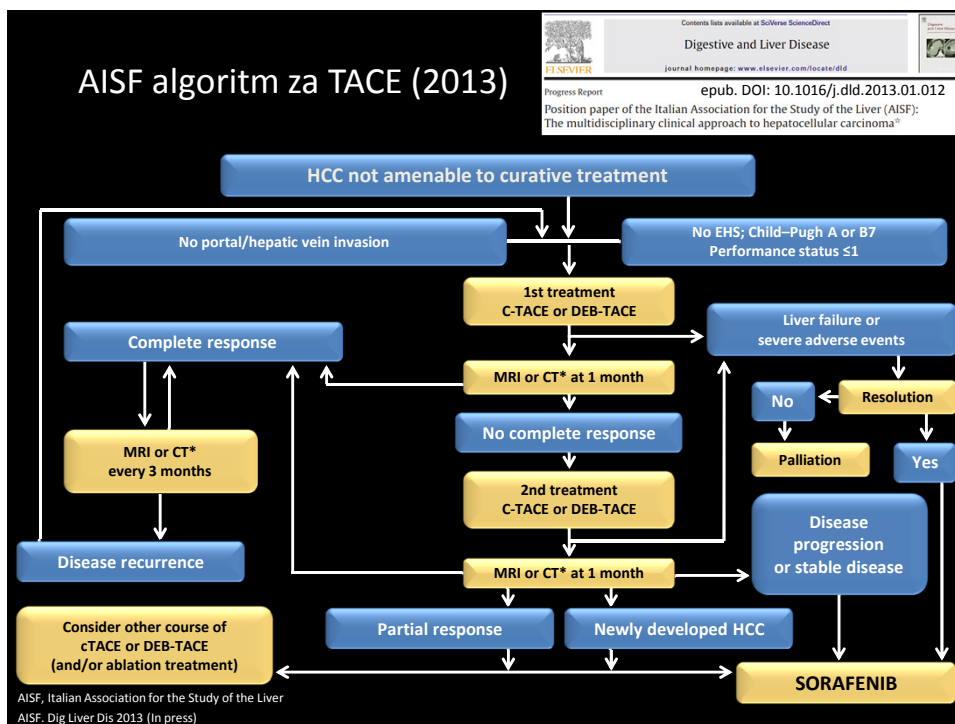 AISF algoritm za TACE (2013)
ELSEVIER
Contents lists available at SciVerse ScienceDirect
Digestive and Liver Disease
journal homepage: www.elsevier.com/locate/dld
Progress Report
epub. DOI: 10.1016/j.dld.2013.01.012
Position paper of the Italian Association for the Study of the Liver (AISF):
The multidisciplinary clinical approach to hepatocellular carcinoma☆
HCC not amenable to curative treatment
No portal/hepatic vein invasion
No EHS; Child–Pugh A or B7
Performance status ≤1
1st treatment
C-TACE or DEB-TACE
Liver failure or
severe adverse events
Complete response
MRI or CT* at 1 month
No
Resolution
No complete response
MRI or CT*
every 3 months
Palliation
Yes
2nd treatment
C-TACE or DEB-TACE
Disease
progression
or stable disease
Disease recurrence
MRI or CT* at 1 month
Consider other course of
cTACE or DEB-TACE
(and/or ablation treatment)
Partial response
Newly developed HCC
SORAFENIB
AISF, Italian Association for the Study of the Liver
AISF. Dig Liver Dis 2013 (In press)